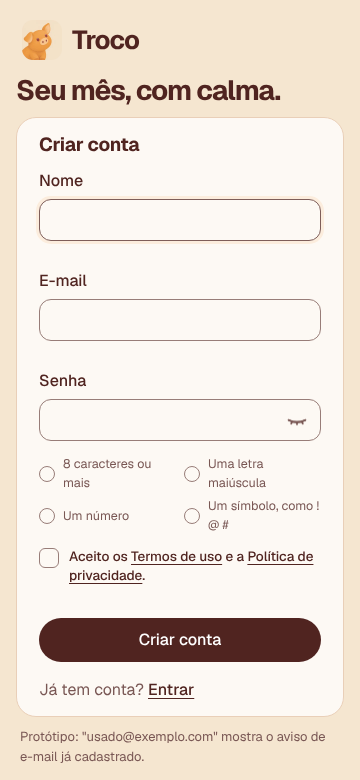 Troco
Seu mês, com calma.
Criar conta
Nome
E-mail
Senha
8 caracteres ou
mais
Uma letra
maiúscula
Um número
Um símbolo, como !
@ #
Aceito os Termos de uso e a Política de
privacidade.
Criar conta
Já tem conta? Entrar
Protótipo: "usado@exemplo.com" mostra o aviso de
e-mail já cadastrado.